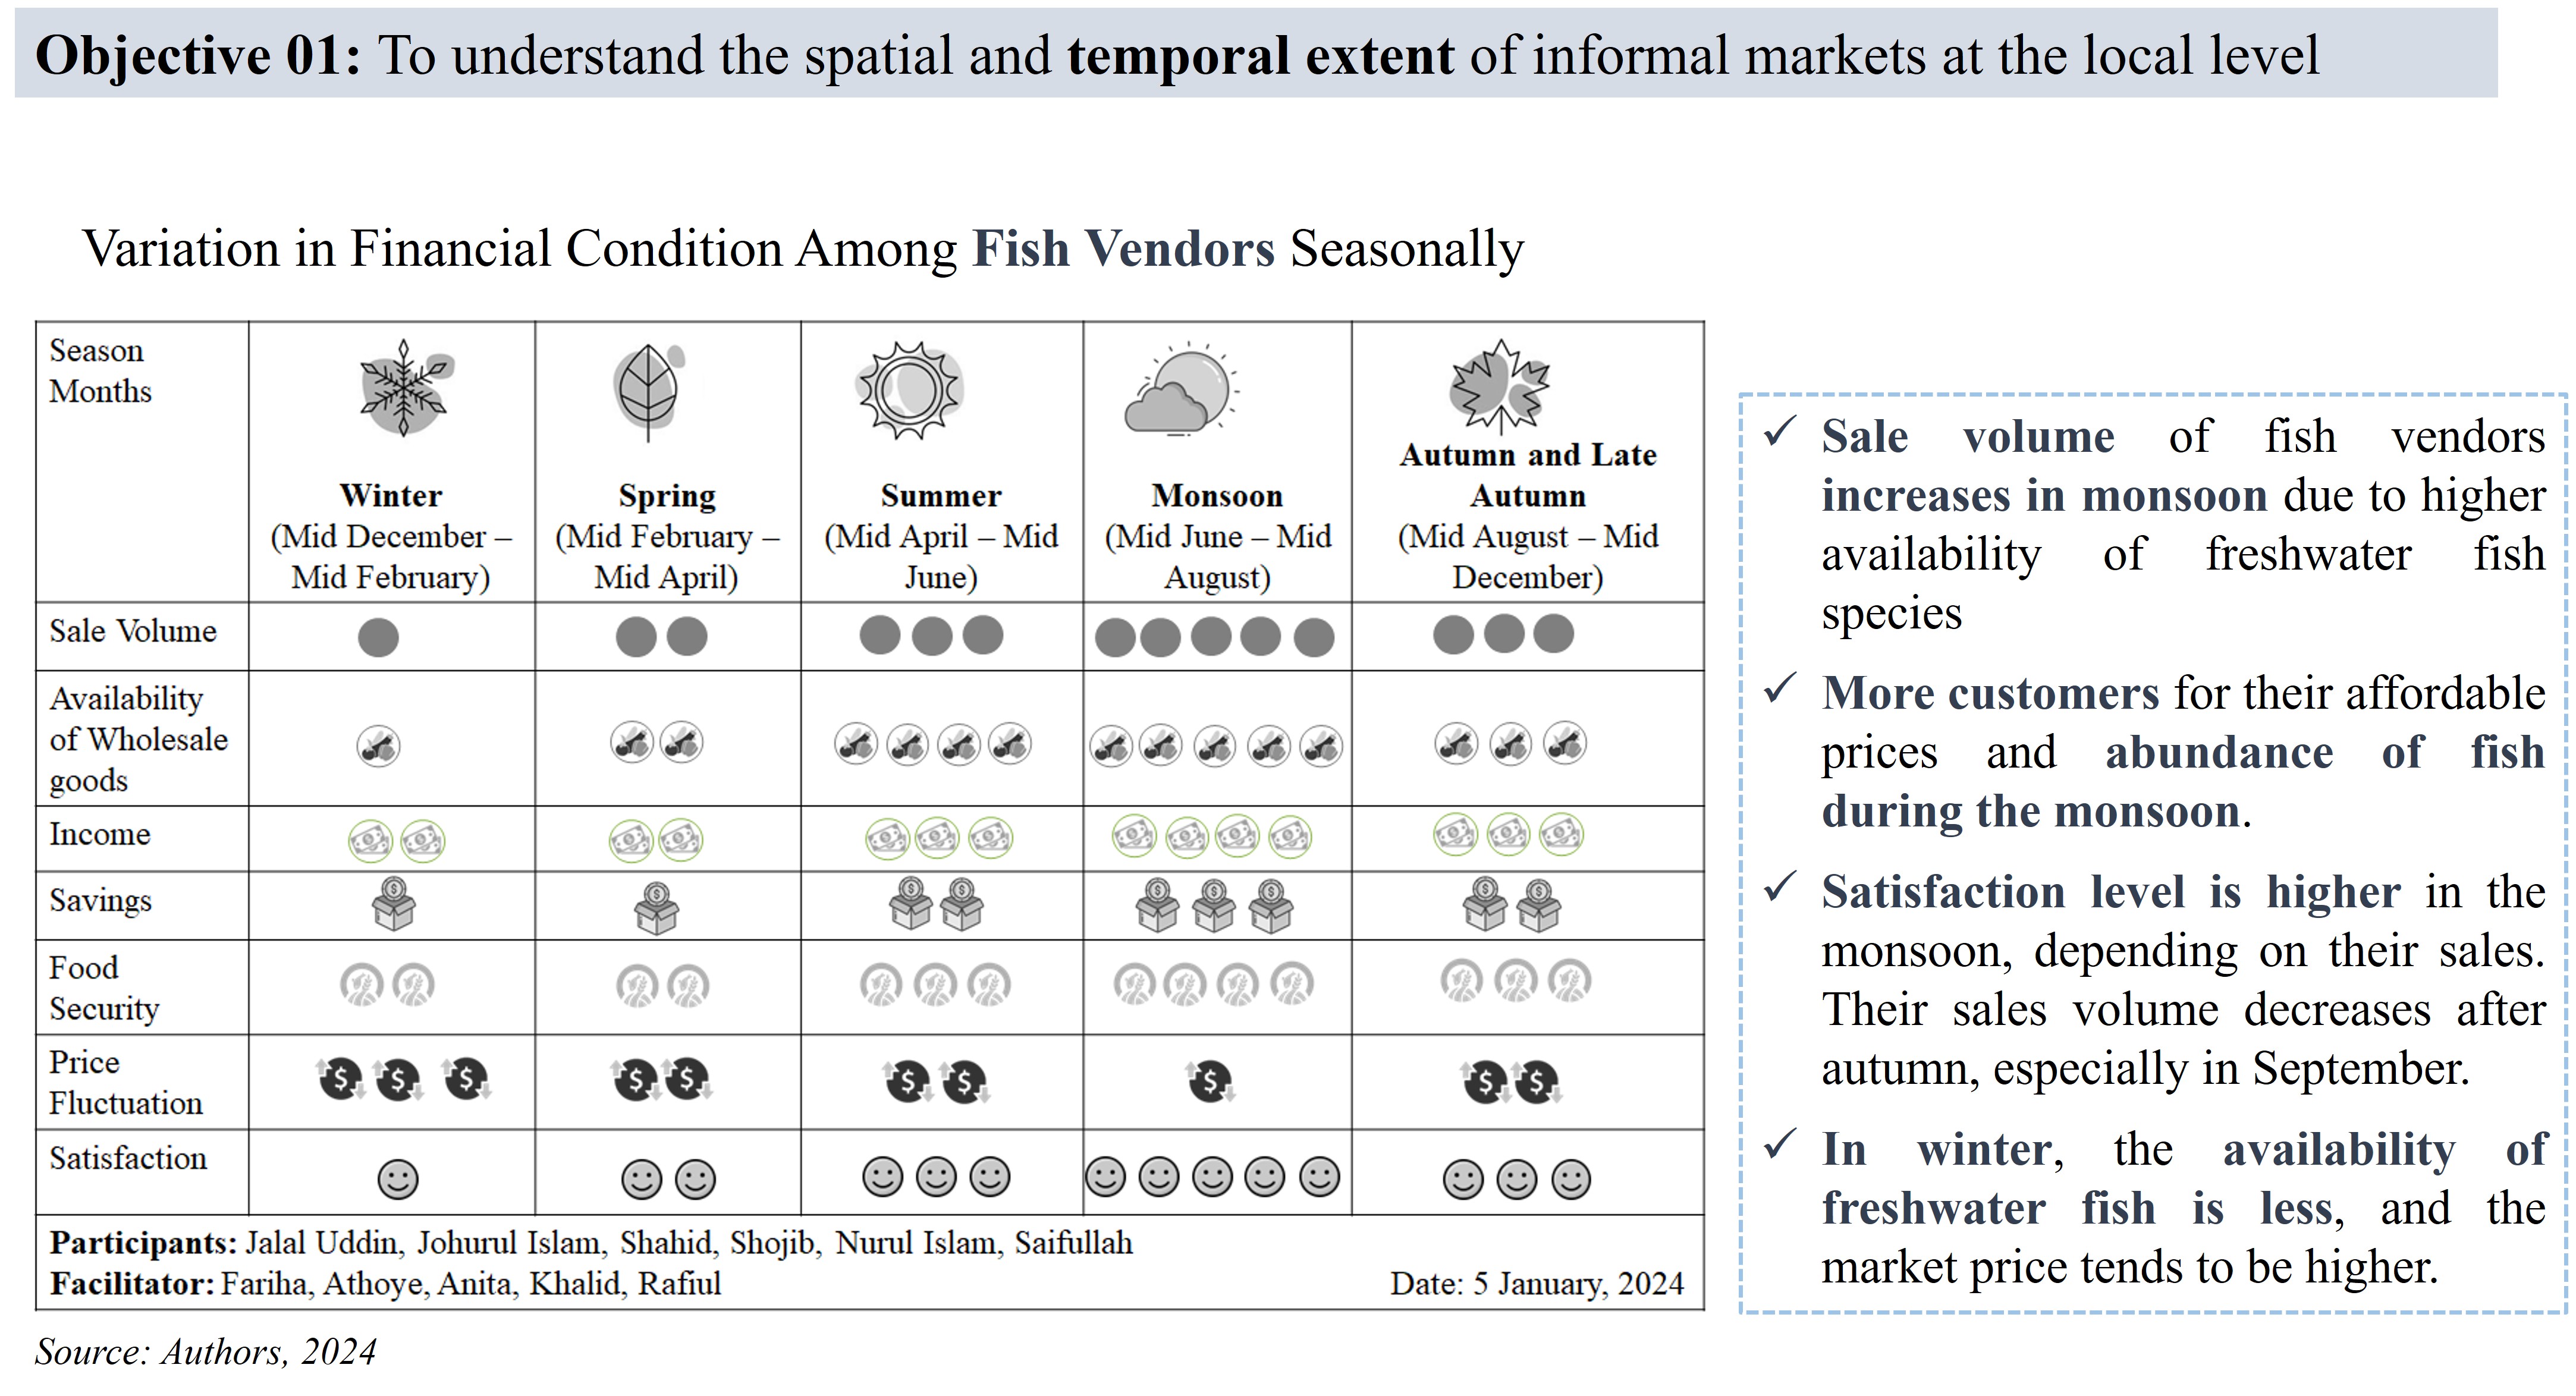 Objective 01: To understand the spatial and temporal extent of informal markets at the local level
Variation in Financial Condition Among Fish Vendors Seasonally
Season
Months
Winter
(Mid December –
Mid February)
Spring
(Mid February –
Mid April)
Summer
(Mid April – Mid
June)
Monsoon
(Mid June – Mid
August)
Autumn and Late
Autumn
(Mid August – Mid
December)
Sale Volume
Availability
of Wholesale
goods
Income
Savings
Food
Security
Price
Fluctuation
Satisfaction
Participants: Jalal Uddin, Johurul Islam, Shahid, Shojib, Nurul Islam, Saifullah
Facilitator: Fariha, Athoye, Anita, Khalid, Rafiul
Date: 5 January, 2024
Source: Authors, 2024
✓ Sale volume of fish vendors
increases in monsoon due to higher
availability of freshwater fish
species
✓ More customers for their affordable
prices and abundance of fish
during the monsoon.
✓ Satisfaction level is higher in the
monsoon, depending on their sales.
Their sales volume decreases after
autumn, especially in September.
✓ In winter, the availability of
freshwater fish is less, and the
market price tends to be higher.